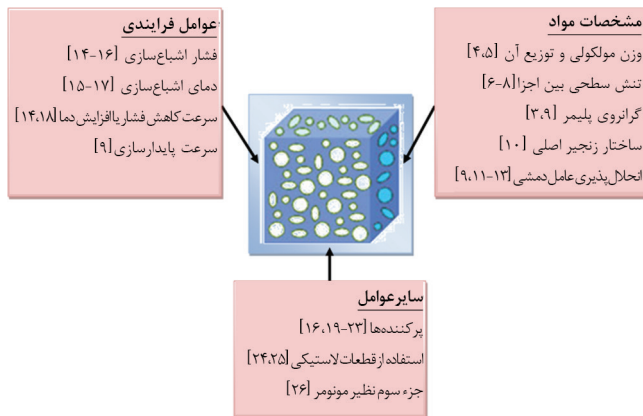 مشخصات مواد
وزن مولکولی و توزیع آن [۴،۵]
تنش سطحی بین اجزا [۶-۸]
گرانروی پلیمر [۳،۹]
ساختار زنجیر اصلی [۱۰]
انحلال‌پذیری عامل دمشی [۹،۱۱-۱۳]
عوامل فرایندی
فشار اشباع‌سازی [۱۴-۱۶]
دمای اشباع‌سازی [۱۵-۱۷]
سرعت کاهش فشار یا افزایش دما [۱۴،۱۸]
سرعت پایدارسازی [۹]
سایر عوامل
پرکننده‌ها [۱۶،۱۹-۲۳]
استفاده از قطعات لاستیکی [۲۴،۲۵]
جزء سوم نظیر مونومر [۲۶]